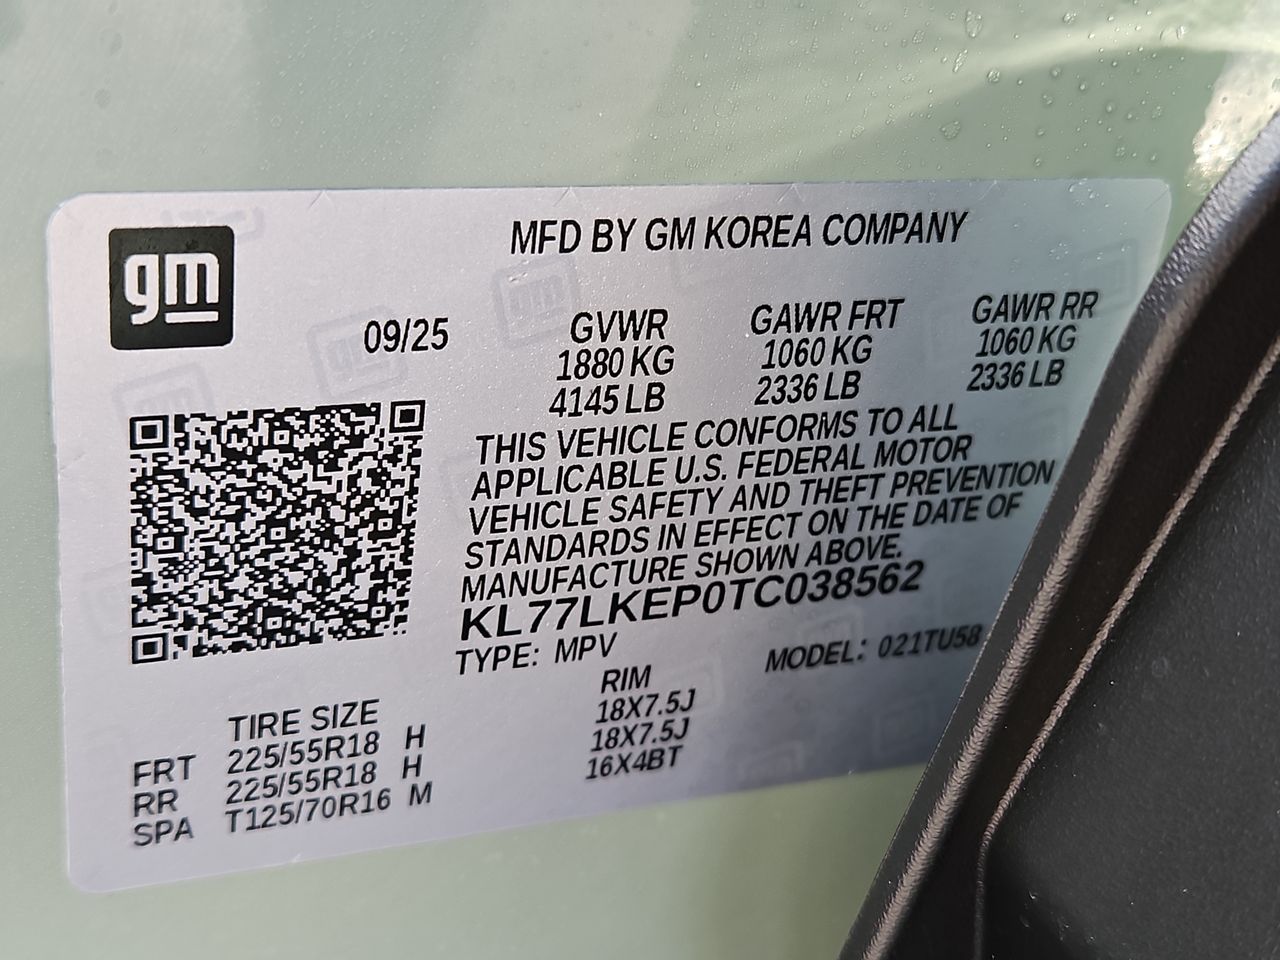 gm
MFD BY GM KOREA COMPANY
09/25
GVWR GAWR FRT GAWR RR
1880 KG 1060 KG 1060 KG
4145 LB 2336 LB 2336 LB
THIS VEHICLE CONFORMS TO ALL
APPLICABLE U.S. FEDERAL MOTOR
VEHICLE SAFETY AND THEFT PREVENTION
STANDARDS IN EFFECT ON THE DATE OF
MANUFACTURE SHOWN ABOVE.
KL77LKEP0TC038562
TYPE: MPV MODEL: 021TU58
TIRE SIZE RIM
FRT 225/55R18 H 18X7.5J
RR 225/55R18 H 18X7.5J
SPA T125/70R16 M 16X4BT